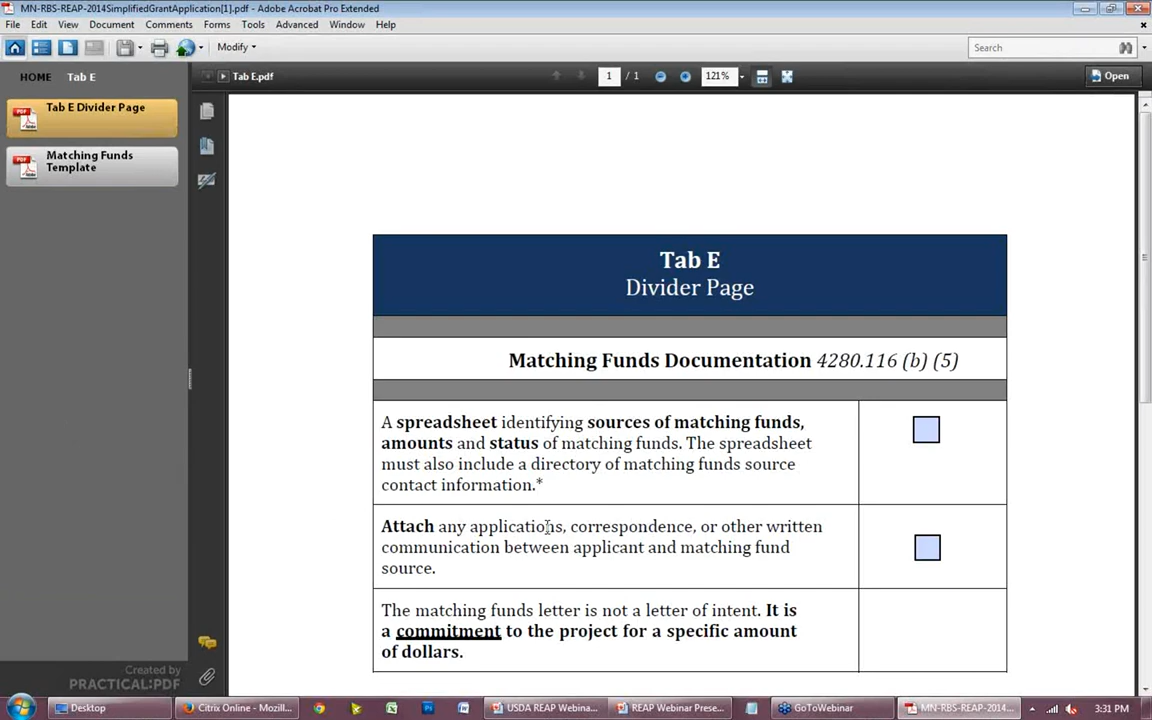 MN-RBS-REAP-2014SimplifiedGrantApplication[1].pdf - Adobe Acrobat Pro Extended
File Edit View Document Comments Forms Tools Advanced Window Help
Modify
Search
HOME Tab E
Tab E.pdf
1 / 1
121%
Open
Tab E Divider Page
Matching Funds
Template
Tab E
Divider Page
Matching Funds Documentation 4280.116 (b) (5)
A spreadsheet identifying sources of matching funds,
amounts and status of matching funds. The spreadsheet
must also include a directory of matching funds source
contact information.*
Attach any applications, correspondence, or other written
communication between applicant and matching fund
source.
The matching funds letter is not a letter of intent. It is
a commitment to the project for a specific amount
of dollars.
Created by
PRACTICAL:PDF
Desktop
Citrix Online - Mozill...
USDA REAP Webina...
REAP Webinar Prese...
GoToWebinar
MN-RBS-REAP-2014...
3:31 PM